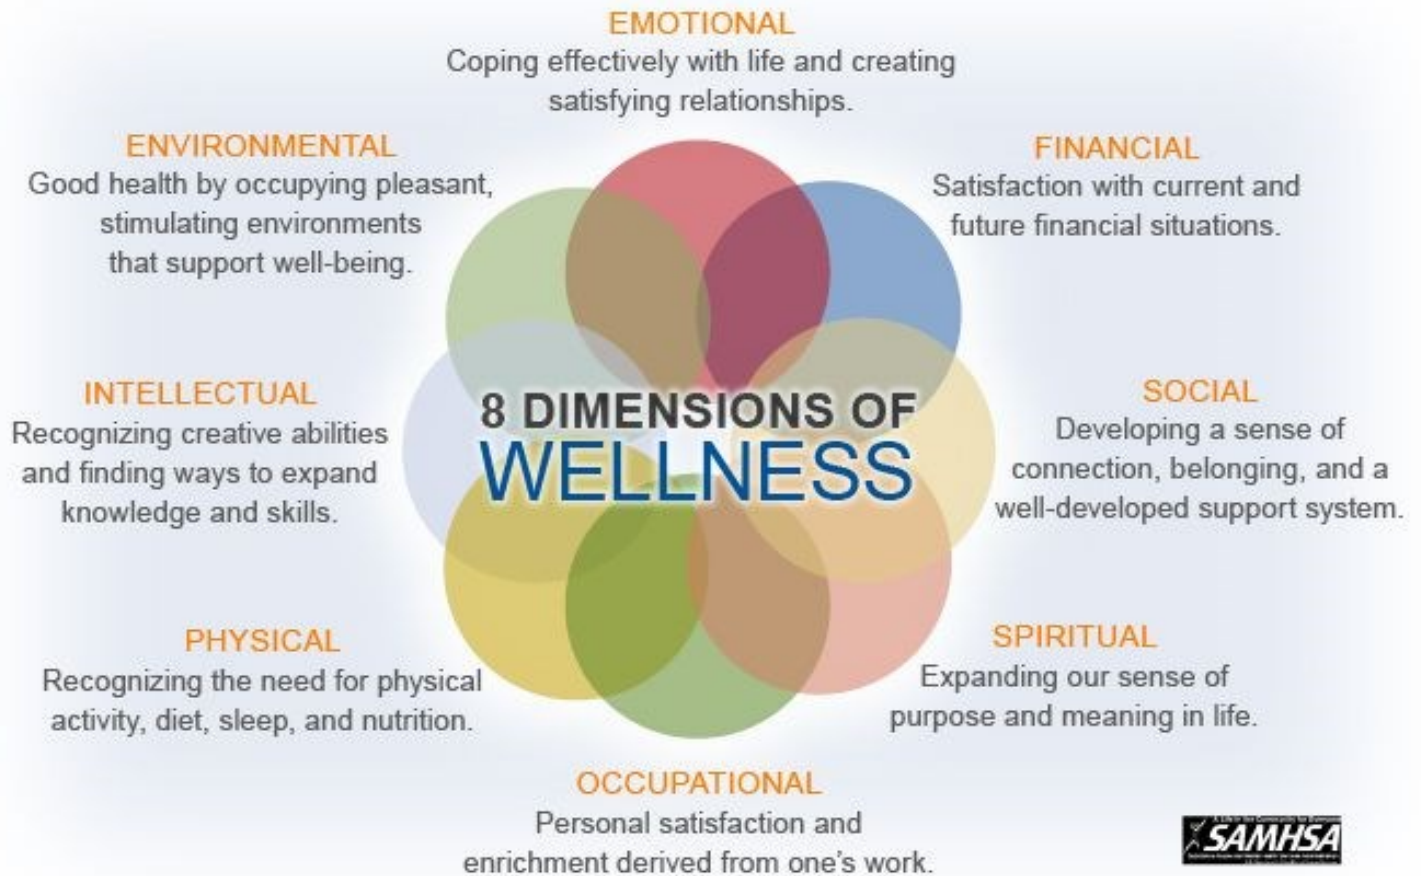 EMOTIONAL
Coping effectively with life and creating
satisfying relationships.
ENVIRONMENTAL
Good health by occupying pleasant,
stimulating environments
that support well-being.
FINANCIAL
Satisfaction with current and
future financial situations.
INTELLECTUAL
Recognizing creative abilities
and finding ways to expand
knowledge and skills.
8 DIMENSIONS OF
WELLNESS
SOCIAL
Developing a sense of
connection, belonging, and a
well-developed support system.
PHYSICAL
Recognizing the need for physical
activity, diet, sleep, and nutrition.
SPIRITUAL
Expanding our sense of
purpose and meaning in life.
OCCUPATIONAL
Personal satisfaction and
enrichment derived from one's work.
SAMHSA